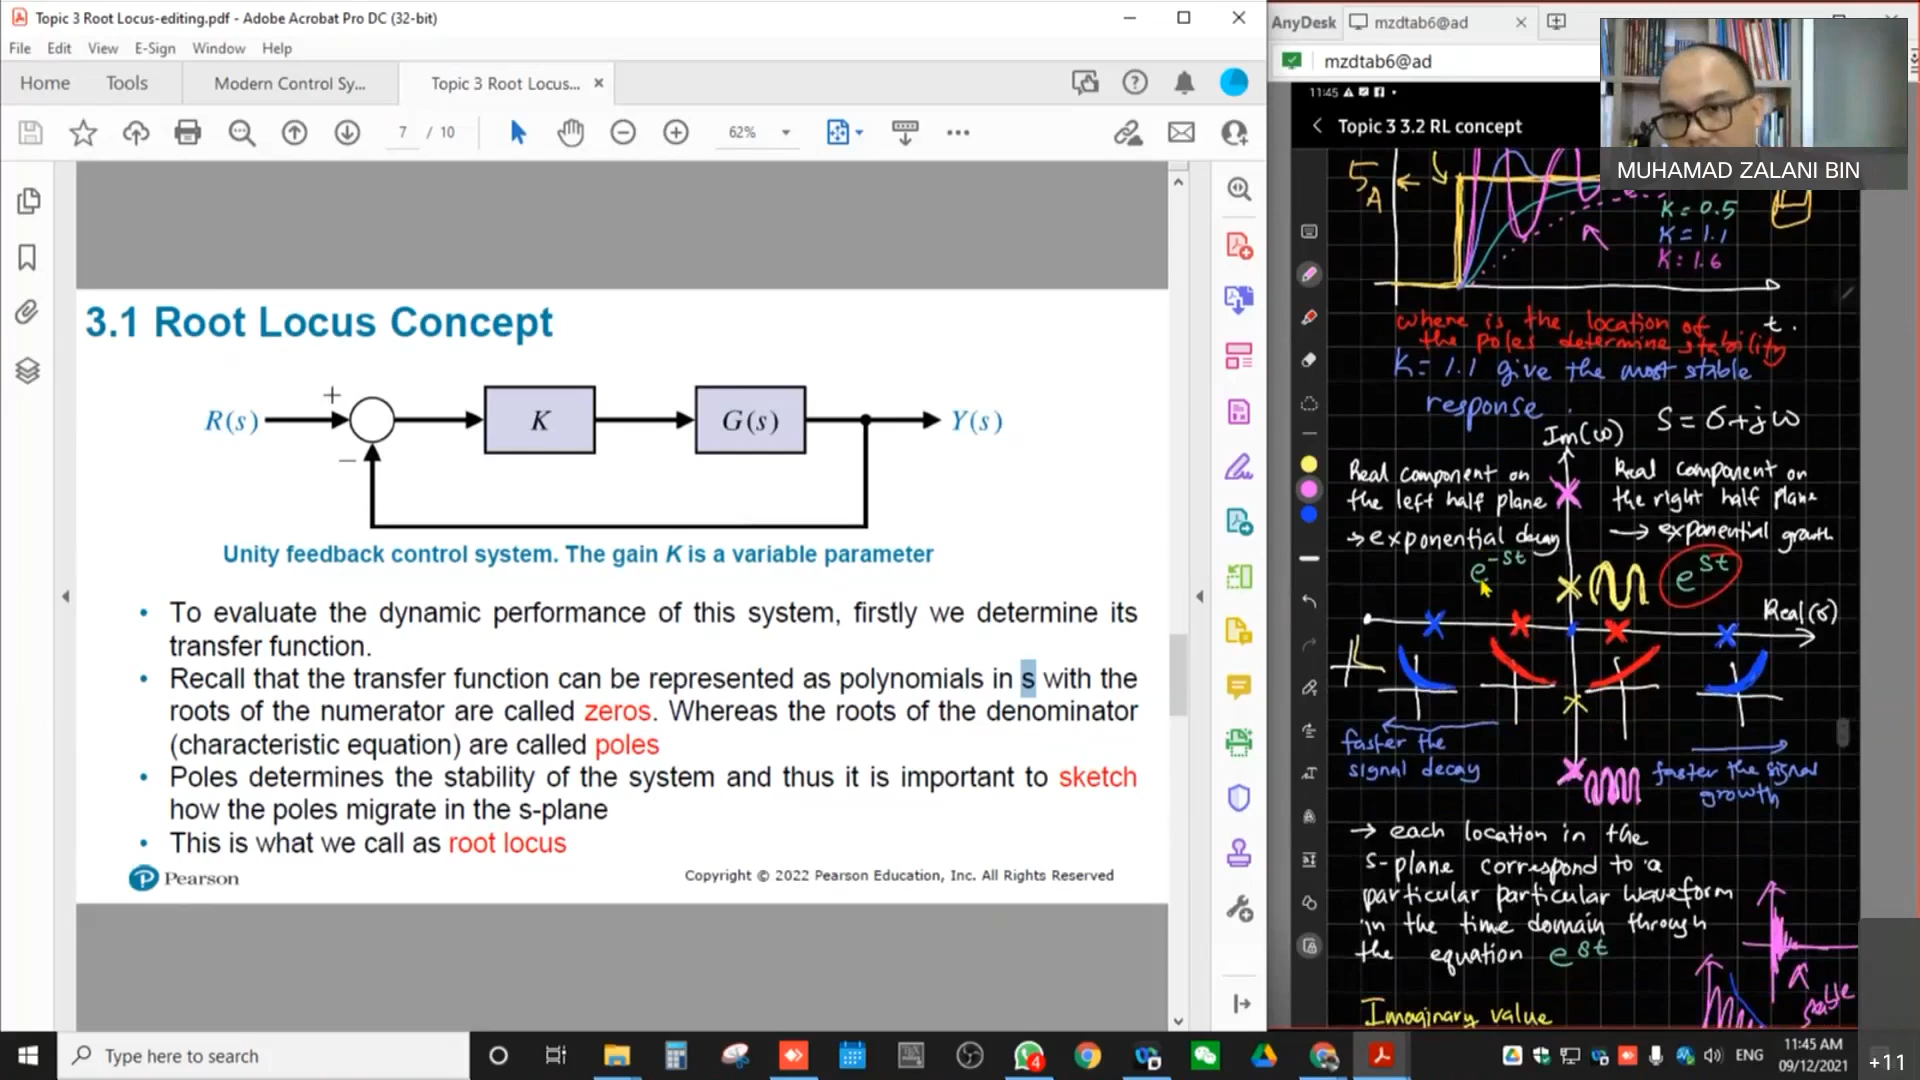 Topic 3 Root Locus-editing.pdf - Adobe Acrobat Pro DC (32-bit)
File Edit View E-Sign Window Help
Home Tools Modern Control Sy... Topic 3 Root Locus...
7 / 10 62%
3.1 Root Locus Concept
R(s) + − K G(s) Y(s)
Unity feedback control system. The gain K is a variable parameter
• To evaluate the dynamic performance of this system, firstly we determine its
transfer function.
• Recall that the transfer function can be represented as polynomials in s with the
roots of the numerator are called zeros. Whereas the roots of the denominator
(characteristic equation) are called poles
• Poles determines the stability of the system and thus it is important to sketch
how the poles migrate in the s-plane
• This is what we call as root locus
Pearson
Copyright © 2022 Pearson Education, Inc. All Rights Reserved
AnyDesk mzdtab6@ad
mzdtab6@ad
MUHAMAD ZALANI BIN
11:45
Topic 3 3.2 RL concept
5
A
K = 0.5
K = 1.1
K = 1.6
t
where is the location of
the poles determine stability
K = 1.1 give the most stable
response
Im(ω) S = σ+jω
Real component on
the left half plane
→ exponential decay
e^-st
Real component on
the right half plane
→ exponential growth
e^st
Real(σ)
faster the
signal decay
faster the signal
growth
→ each location in the
s-plane correspond to a
particular particular waveform
in the time domain through
the equation e^st
Imaginary value
Type here to search
4
ENG
11:45 AM
09/12/2021
+11